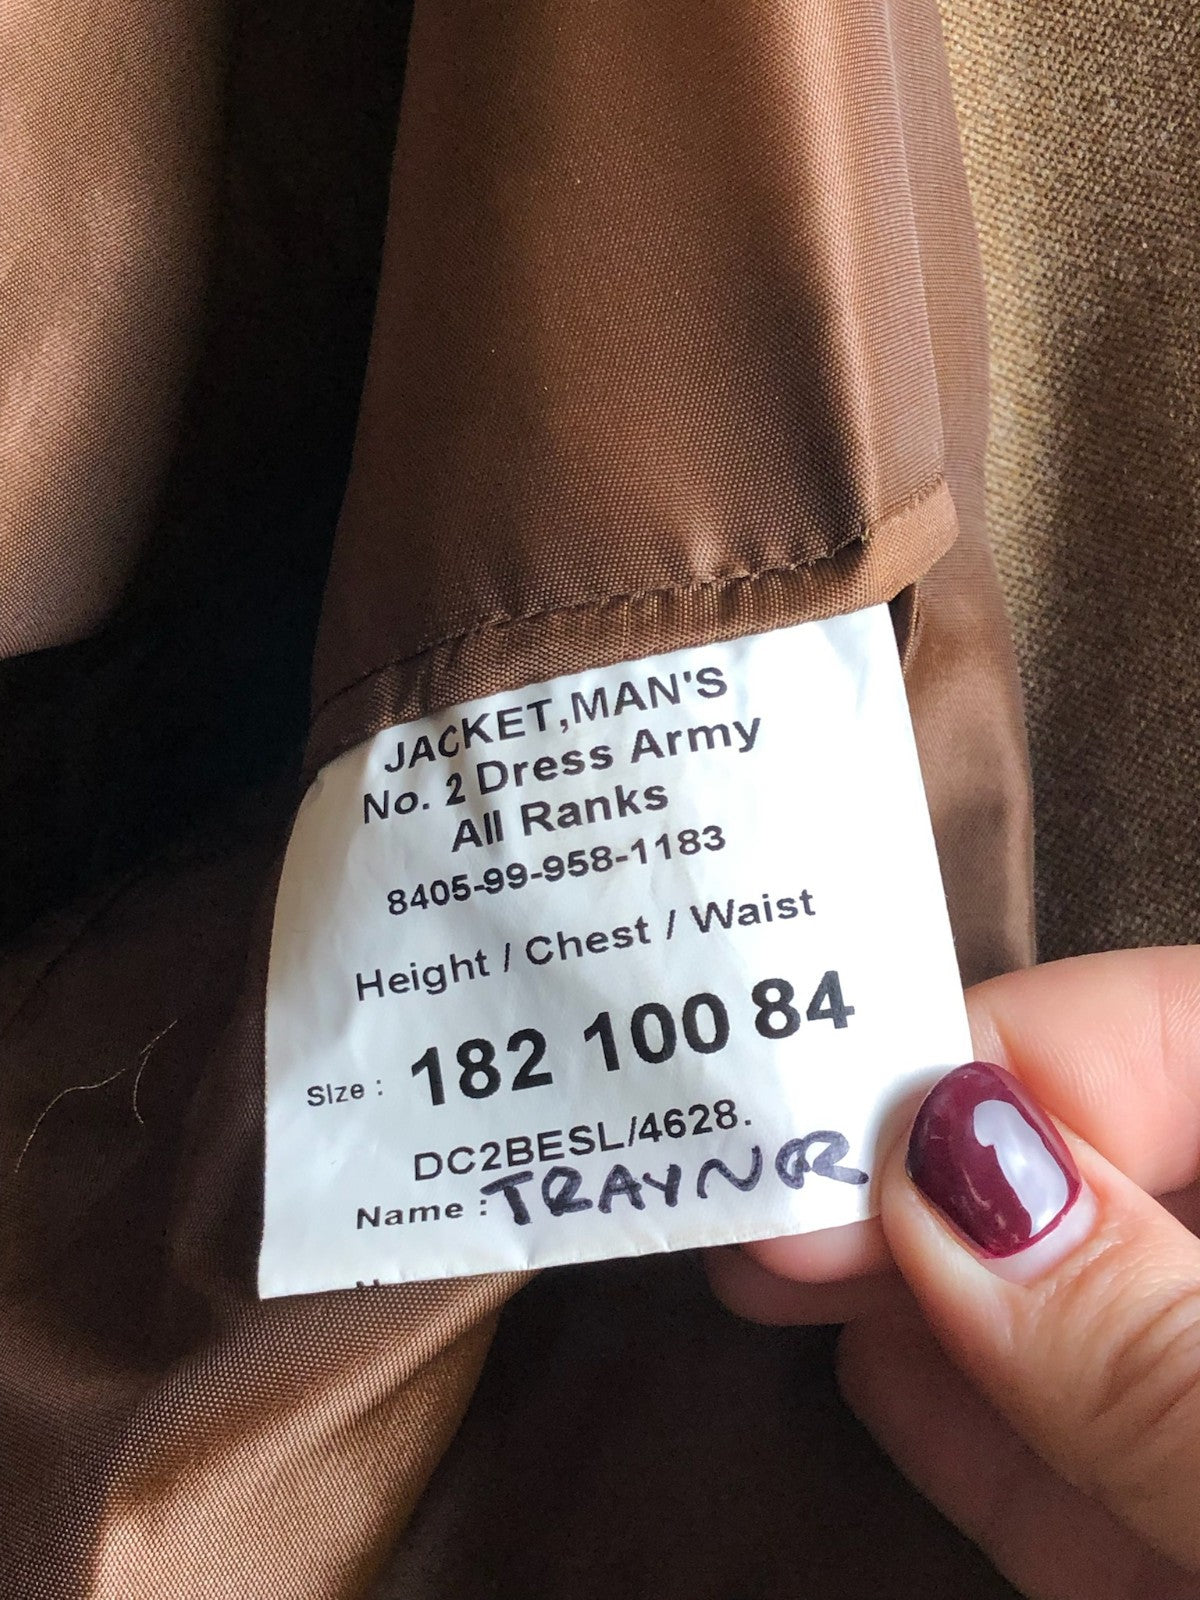 JACKET,MAN'S
No. 2 Dress Army
All Ranks
8405-99-958-1183
Height / Chest / Waist
Size : 182 100 84
DC2BESL/4628.
Name : TRAYNOR